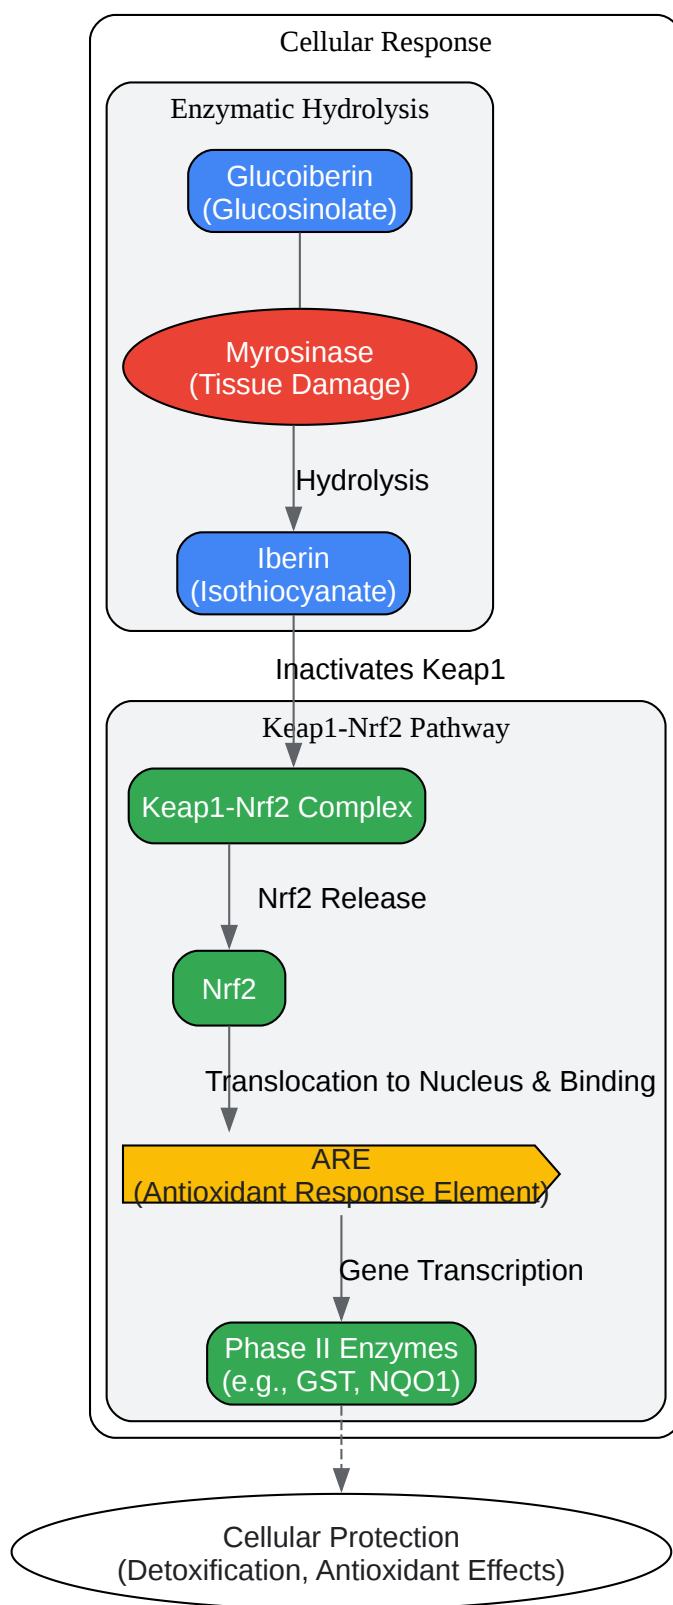 Cellular Response
Enzymatic Hydrolysis
Glucoiberin
(Glucosinolate)
Myrosinase
(Tissue Damage)
Hydrolysis
Iberin
(Isothiocyanate)
Inactivates Keap1
Keap1-Nrf2 Pathway
Keap1-Nrf2 Complex
Nrf2 Release
Nrf2
Translocation to Nucleus & Binding
ARE
(Antioxidant Response Element)
Gene Transcription
Phase II Enzymes
(e.g., GST, NQO1)
Cellular Protection
(Detoxification, Antioxidant Effects)